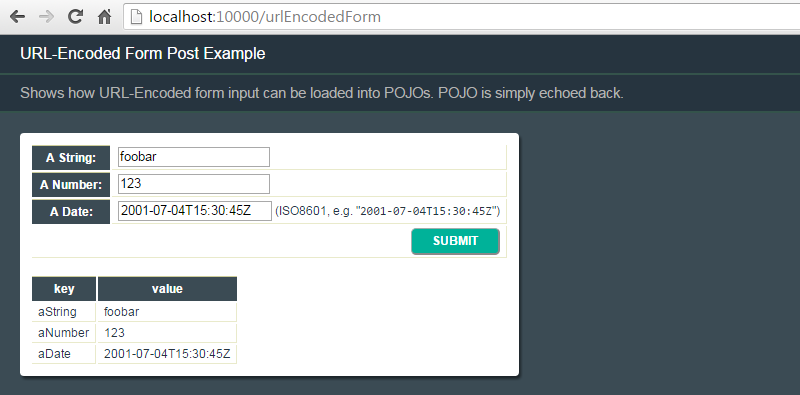 localhost:10000/urlEncodedForm
URL-Encoded Form Post Example
Shows how URL-Encoded form input can be loaded into POJOs. POJO is simply echoed back.
A String: foobar
A Number: 123
A Date: 2001-07-04T15:30:45Z (ISO8601, e.g. "2001-07-04T15:30:45Z")
SUBMIT
key value
aString foobar
aNumber 123
aDate 2001-07-04T15:30:45Z